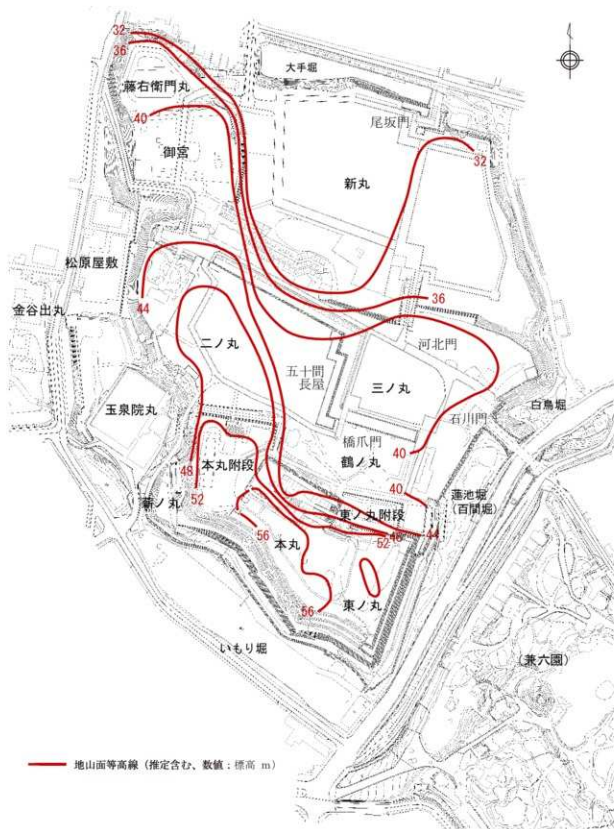 32
36
藤右衛門丸
大手堀
40
尾坂門
御宮
32
新丸
松原屋敷
44
36
金谷出丸
二ノ丸
河北門
五十間
長屋
三ノ丸
白鳥堀
玉泉院丸
石川門
橋爪門
鶴ノ丸
40
48
本丸附段
52
40
蓮池堀
(百間堀)
薪ノ丸
東ノ丸附段
44
52
56
本丸
56
東ノ丸
いもり堀
(兼六園)
地山面等高線(推定含む、数値:標高 m)